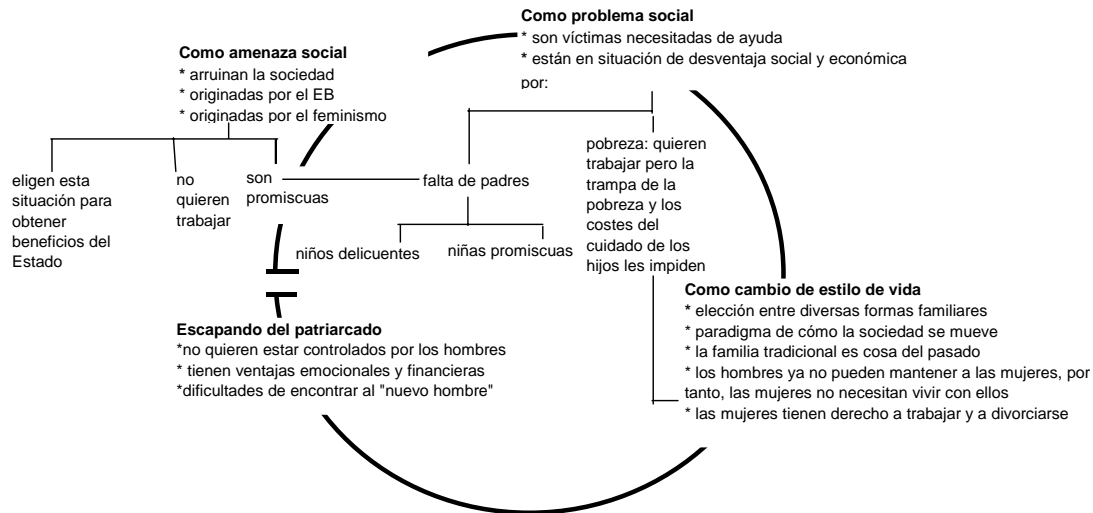 Como problema social
* son víctimas necesitadas de ayuda
* están en situación de desventaja social y económica
por:
Como amenaza social
* arruinan la sociedad
* originadas por el EB
* originadas por el feminismo
eligen esta
situación para
obtener
beneficios del
Estado
no
quieren
trabajar
son
promiscuas
falta de padres
niños delicuentes
niñas promiscuas
pobreza: quieren
trabajar pero la
trampa de la
pobreza y los
costes del
cuidado de los
hijos les impiden
Como cambio de estilo de vida
* elección entre diversas formas familiares
* paradigma de cómo la sociedad se mueve
* la familia tradicional es cosa del pasado
* los hombres ya no pueden mantener a las mujeres, por
tanto, las mujeres no necesitan vivir con ellos
* las mujeres tienen derecho a trabajar y a divorciarse
Escapando del patriarcado
*no quieren estar controlados por los hombres
* tienen ventajas emocionales y financieras
*dificultades de encontrar al "nuevo hombre"